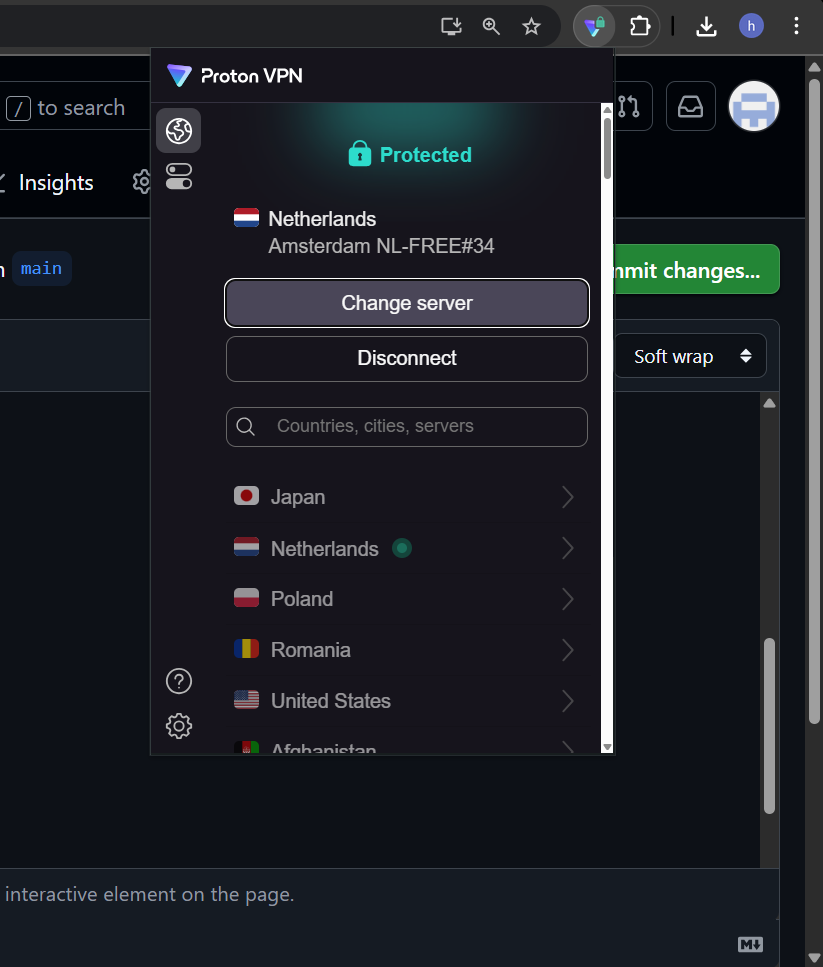 h
Proton VPN
/ to search
Protected
Insights
Netherlands
Amsterdam NL-FREE#34
main
changes...
Change server
Disconnect
Soft wrap
Countries, cities, servers
Japan
Netherlands
Poland
Romania
United States
Afghanistan
interactive element on the page.
M